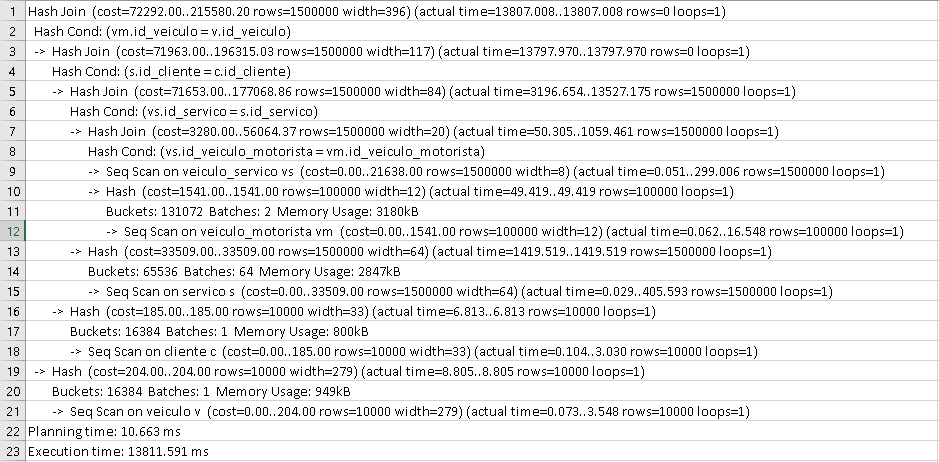 1 Hash Join (cost=72292.00..215580.20 rows=1500000 width=396) (actual time=13807.008..13807.008 rows=0 loops=1)
2 Hash Cond: (vm.id_veiculo = v.id_veiculo)
3 -> Hash Join (cost=71963.00..196315.03 rows=1500000 width=117) (actual time=13797.970..13797.970 rows=0 loops=1)
4 Hash Cond: (s.id_cliente = c.id_cliente)
5 -> Hash Join (cost=71653.00..177068.86 rows=1500000 width=84) (actual time=3196.654..13527.175 rows=1500000 loops=1)
6 Hash Cond: (vs.id_servico = s.id_servico)
7 -> Hash Join (cost=3280.00..56064.37 rows=1500000 width=20) (actual time=50.305..1059.461 rows=1500000 loops=1)
8 Hash Cond: (vs.id_veiculo_motorista = vm.id_veiculo_motorista)
9 -> Seq Scan on veiculo_servico vs (cost=0.00..21638.00 rows=1500000 width=8) (actual time=0.051..299.006 rows=1500000 loops=1)
10 -> Hash (cost=1541.00..1541.00 rows=100000 width=12) (actual time=49.419..49.419 rows=100000 loops=1)
11 Buckets: 131072 Batches: 2 Memory Usage: 3180kB
12 -> Seq Scan on veiculo_motorista vm (cost=0.00..1541.00 rows=100000 width=12) (actual time=0.062..16.548 rows=100000 loops=1)
13 -> Hash (cost=33509.00..33509.00 rows=1500000 width=64) (actual time=1419.519..1419.519 rows=1500000 loops=1)
14 Buckets: 65536 Batches: 64 Memory Usage: 2847kB
15 -> Seq Scan on servico s (cost=0.00..33509.00 rows=1500000 width=64) (actual time=0.029..405.593 rows=1500000 loops=1)
16 -> Hash (cost=185.00..185.00 rows=10000 width=33) (actual time=6.813..6.813 rows=10000 loops=1)
17 Buckets: 16384 Batches: 1 Memory Usage: 800kB
18 -> Seq Scan on cliente c (cost=0.00..185.00 rows=10000 width=33) (actual time=0.104..3.030 rows=10000 loops=1)
19 -> Hash (cost=204.00..204.00 rows=10000 width=279) (actual time=8.805..8.805 rows=10000 loops=1)
20 Buckets: 16384 Batches: 1 Memory Usage: 949kB
21 -> Seq Scan on veiculo v (cost=0.00..204.00 rows=10000 width=279) (actual time=0.073..3.548 rows=10000 loops=1)
22 Planning time: 10.663 ms
23 Execution time: 13811.591 ms